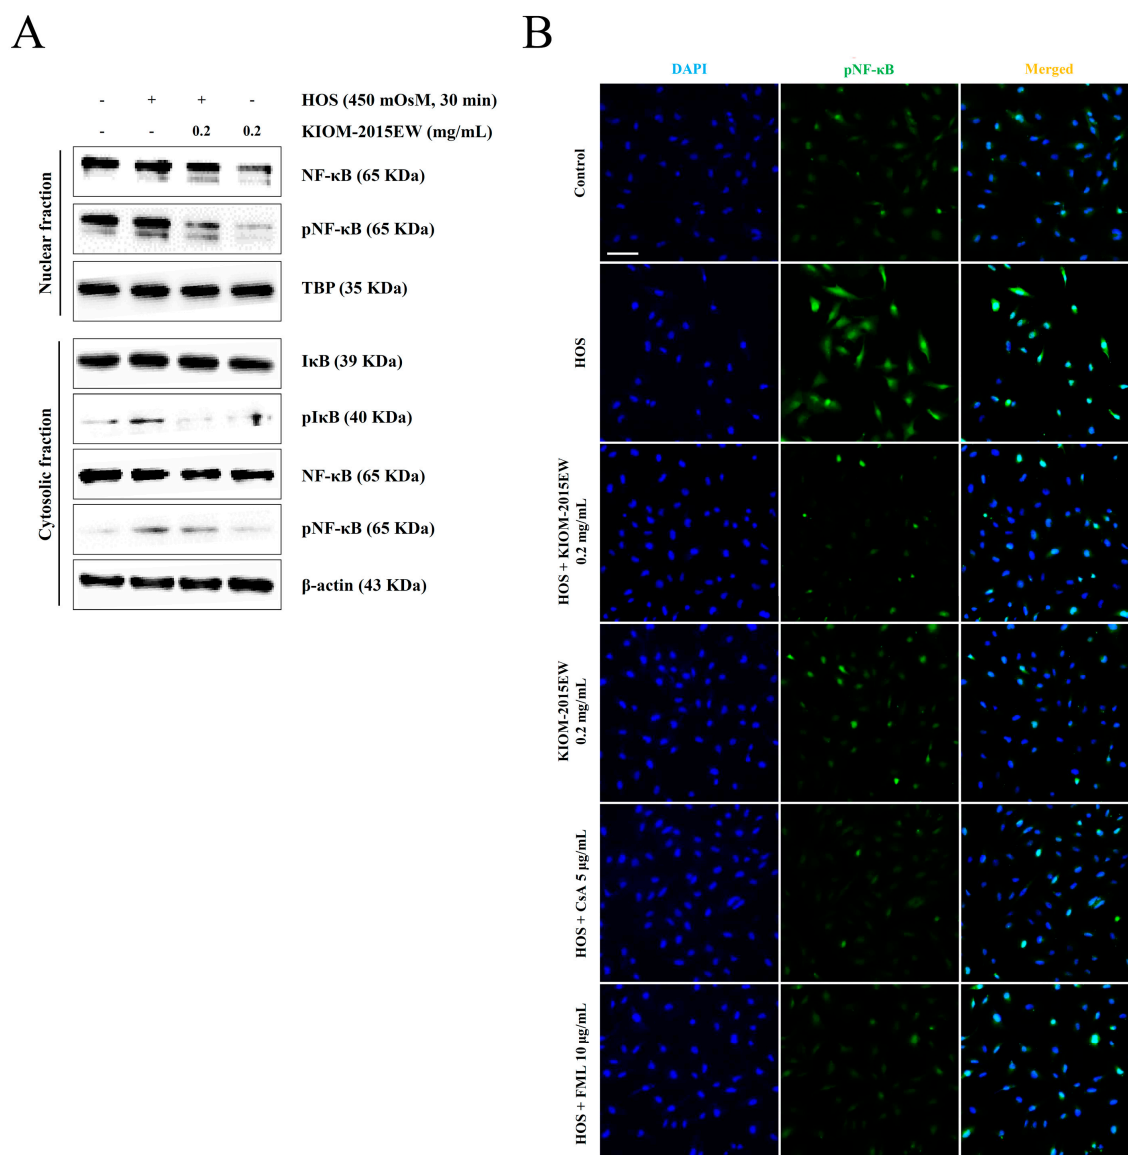 A
- + + - HOS (450 mOsM, 30 min)
- - 0.2 0.2 KIOM-2015EW (mg/mL)
Nuclear fraction
NF-κB (65 KDa)
pNF-κB (65 KDa)
TBP (35 KDa)
Cytosolic fraction
IκB (39 KDa)
pIκB (40 KDa)
NF-κB (65 KDa)
pNF-κB (65 KDa)
β-actin (43 KDa)
B
DAPI pNF-κB Merged
Control
HOS
HOS + KIOM-2015EW
0.2 mg/mL
KIOM-2015EW
0.2 mg/mL
HOS + CsA 5 μg/mL
HOS + FML 10 μg/mL